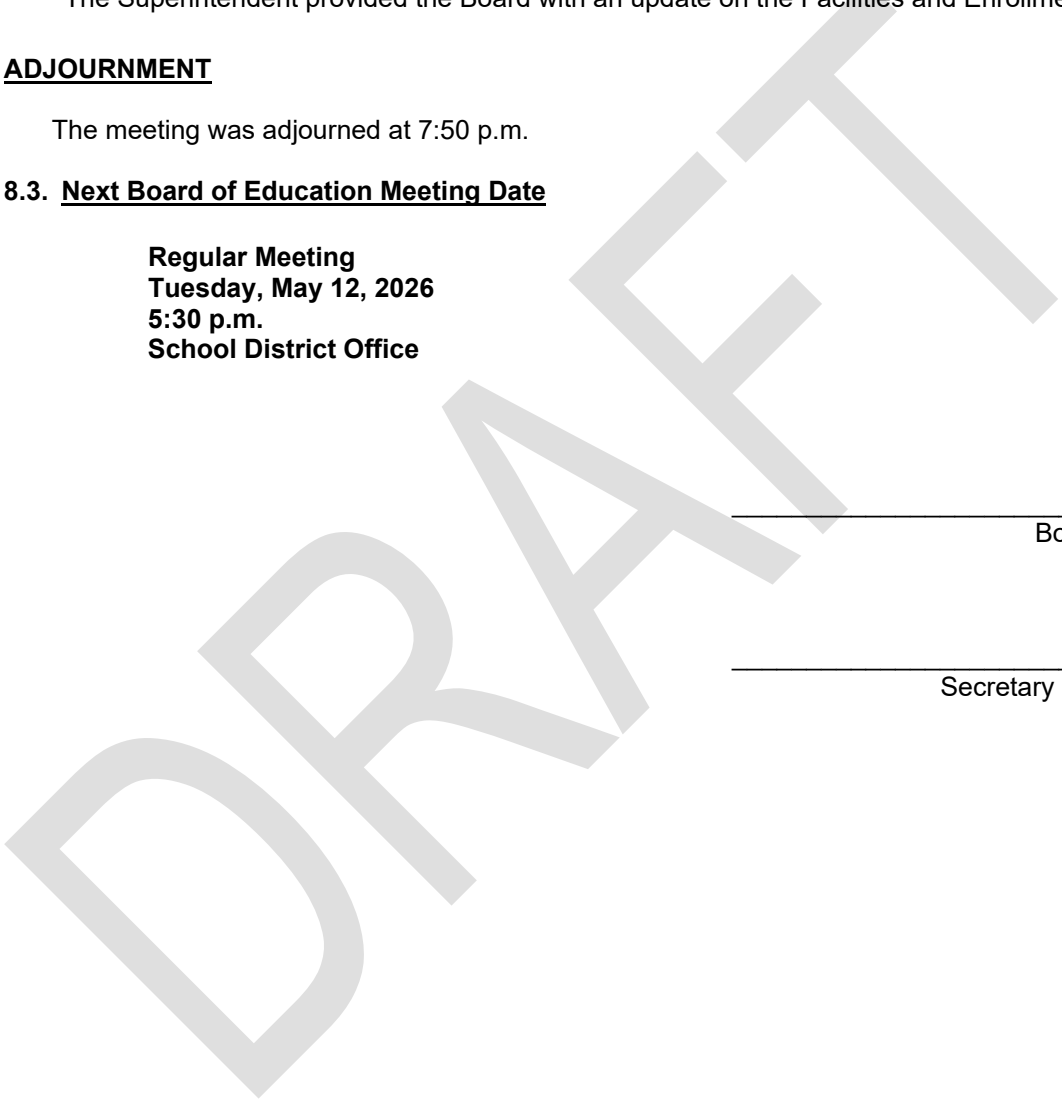 The Superintendent provided the Board with an update on the Facilities and
ADJOURNMENT
The meeting was adjourned at 7:50 p.m.
8.3. Next Board of Education Meeting Date
Regular Meeting
Tuesday, May 12, 2026
5:30 p.m.
School District Office
Secretary
DRAFT